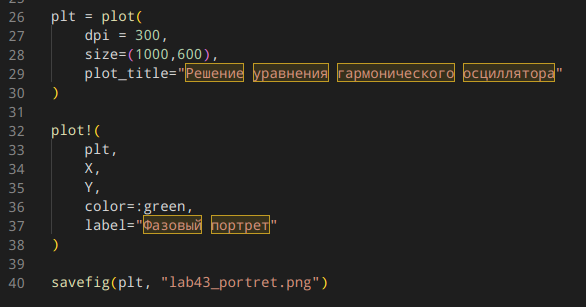 26 plt = plot(
27     dpi = 300,
28     size=(1000,600),
29     plot_title="Решение уравнения гармонического осциллятора"
30 )
31
32 plot!(
33     plt,
34     X,
35     Y,
36     color=:green,
37     label="Фазовый портрет"
38 )
39
40 savefig(plt, "lab43_portret.png")